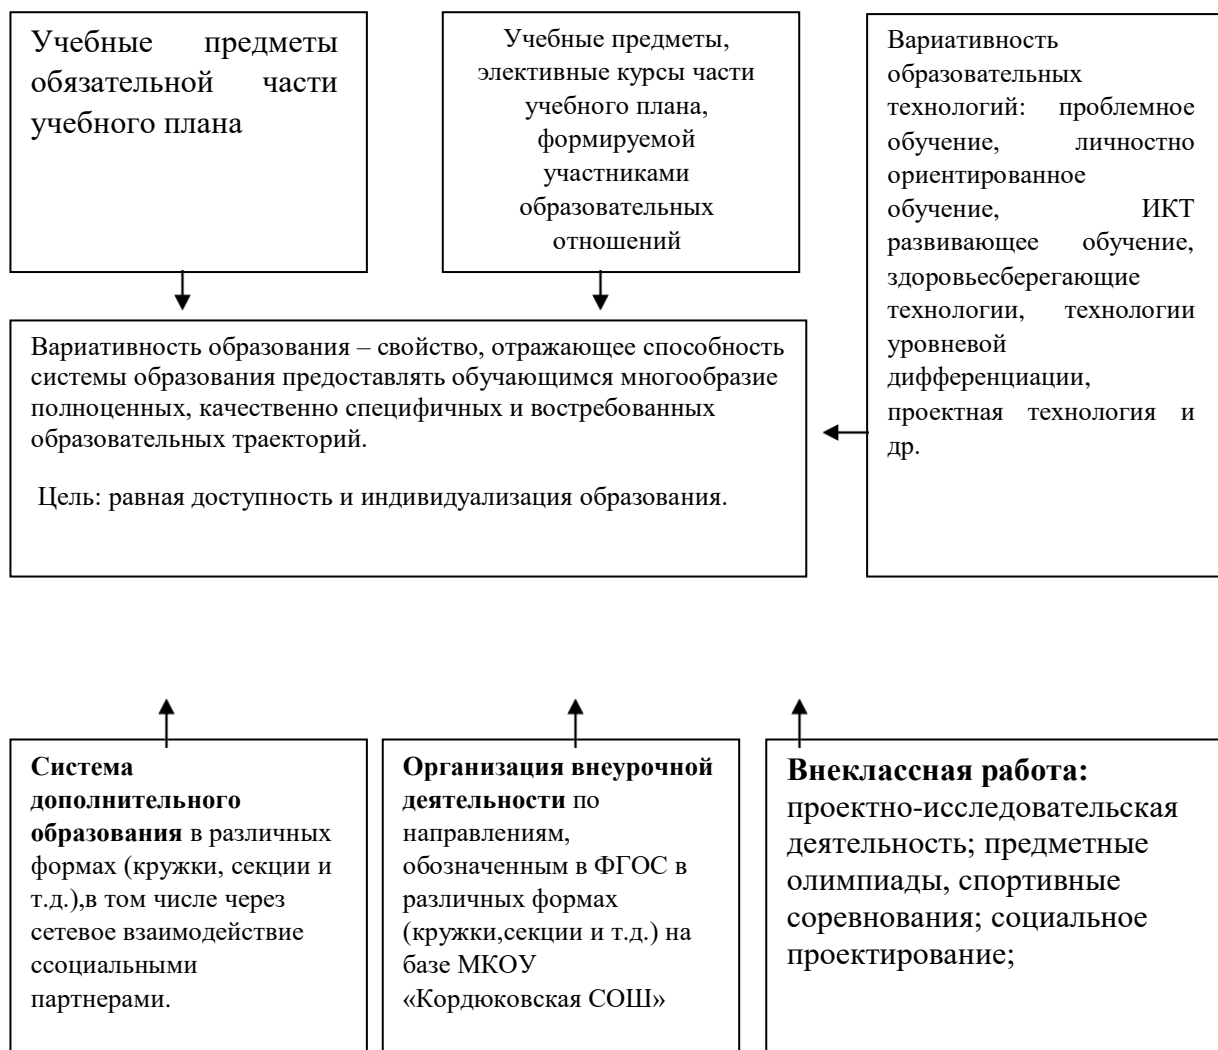 Учебные предметы
обязательной части
учебного плана
Учебные предметы,
элективные курсы части
учебного плана,
формируемой
участниками
образовательных
отношений
Вариативность
образовательных
технологий: проблемное
обучение, личностно
ориентированное
обучение, ИКТ
развивающее обучение,
здоровьесберегающие
технологии, технологии
уровневой
дифференциации,
проектная технология и
др.
Вариативность образования – свойство, отражающее способность
системы образования предоставлять обучающимся многообразие
полноценных, качественно специфичных и востребованных
образовательных траекторий.
Цель: равная доступность и индивидуализация образования.
Система
дополнительного
образования в различных
формах (кружки, секции и
т.д.),в том числе через
сетевое взаимодействие
ссоциальными
партнерами.
Организация внеурочной
деятельности по
направлениям,
обозначенным в ФГОС в
различных формах
(кружки,секции и т.д.) на
базе МКОУ
«Кордюковская СОШ»
Внеклассная работа:
проектно-исследовательская
деятельность; предметные
олимпиады, спортивные
соревнования; социальное
проектирование;